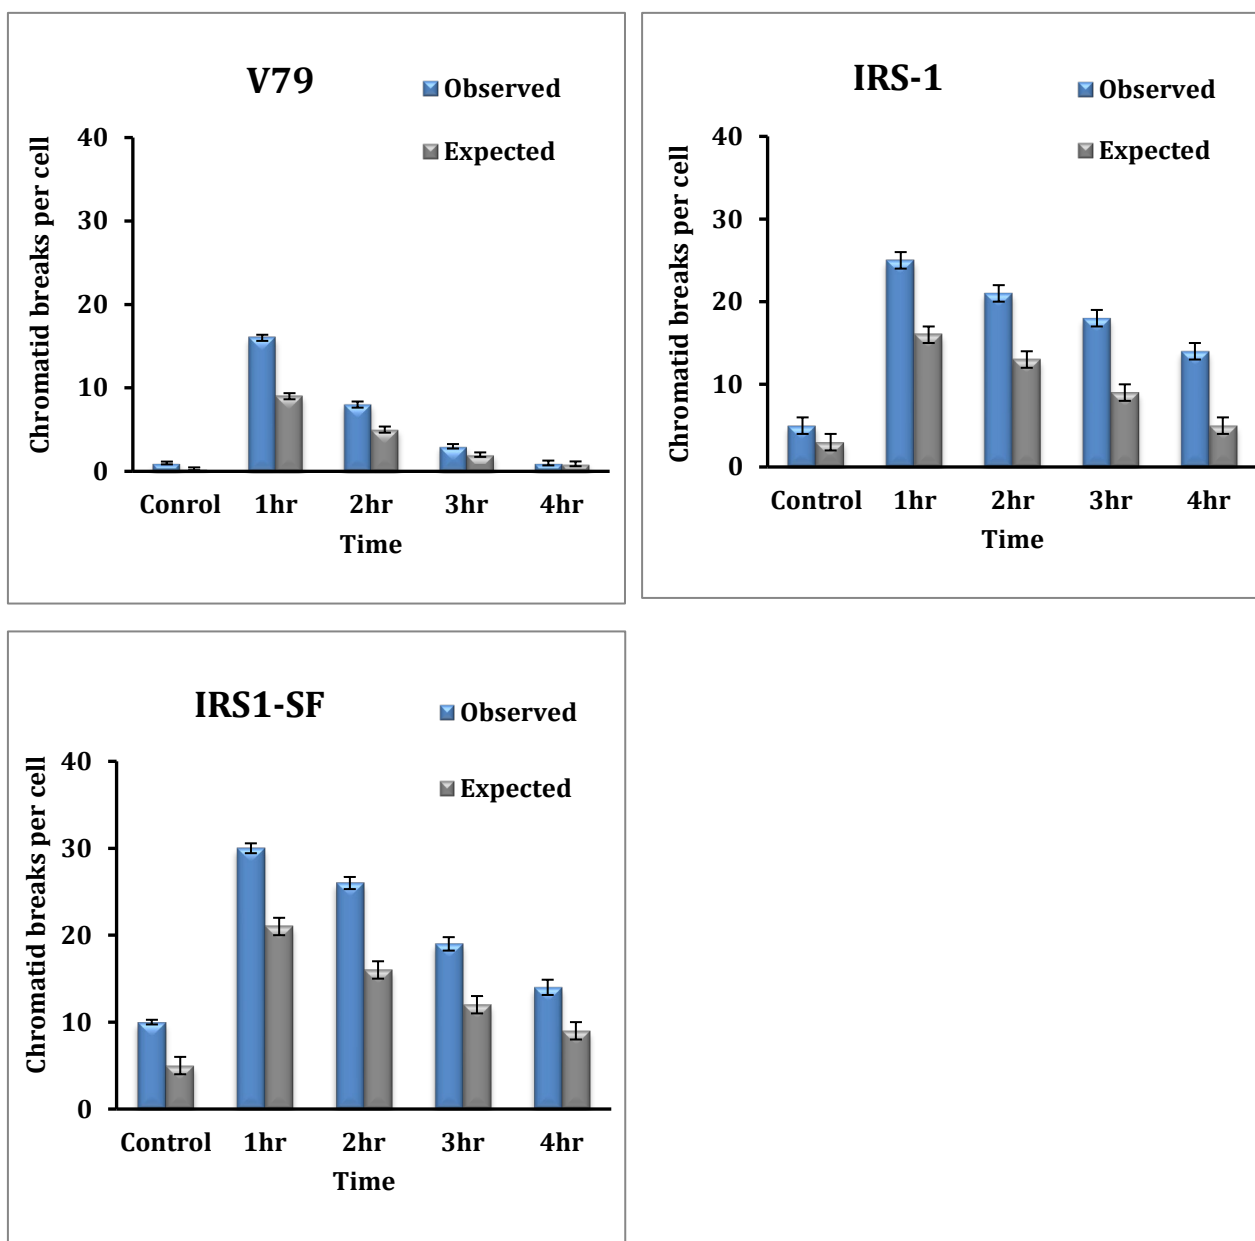 V79
Observed
Expected
Chromatid breaks per cell
40
30
20
10
0
Conrol 1hr 2hr 3hr 4hr
Time
IRS-1
Observed
Expected
Chromatid breaks per cell
40
30
20
10
0
Control 1hr 2hr 3hr 4hr
Time
IRS1-SF
Observed
Expected
Chromatid breaks per cell
40
30
20
10
0
Control 1hr 2hr 3hr 4hr
Time